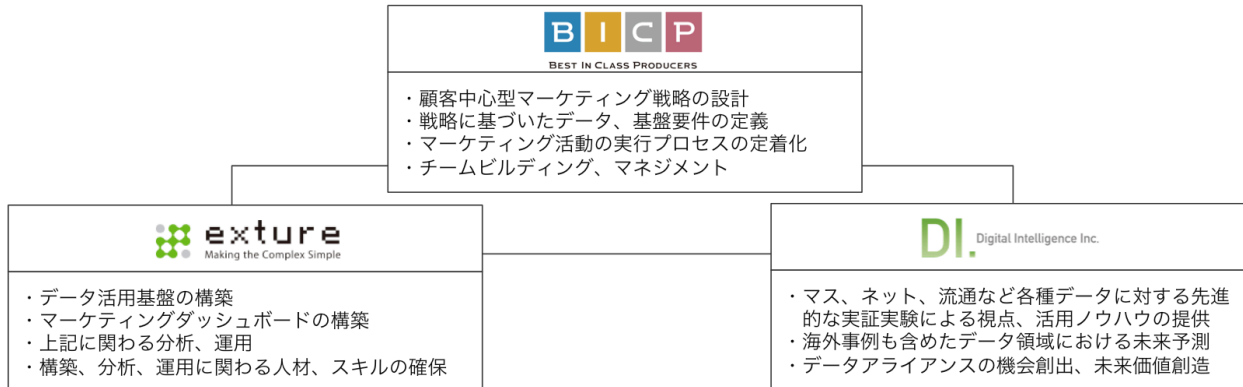 BICP
BEST IN CLASS PRODUCERS
・顧客中心型マーケティング戦略の設計
・戦略に基づいたデータ、基盤要件の定義
・マーケティング活動の実行プロセスの定着化
・チームビルディング、マネジメント
exture
Making the Complex Simple
・データ活用基盤の構築
・マーケティングダッシュボードの構築
・上記に関わる分析、運用
・構築、分析、運用に関わる人材、スキルの確保
DI. Digital Intelligence Inc.
・マス、ネット、流通など各種データに対する先進
的な実証実験による視点、活用ノウハウの提供
・海外事例も含めたデータ領域における未来予測
・データアライアンスの機会創出、未来価値創造